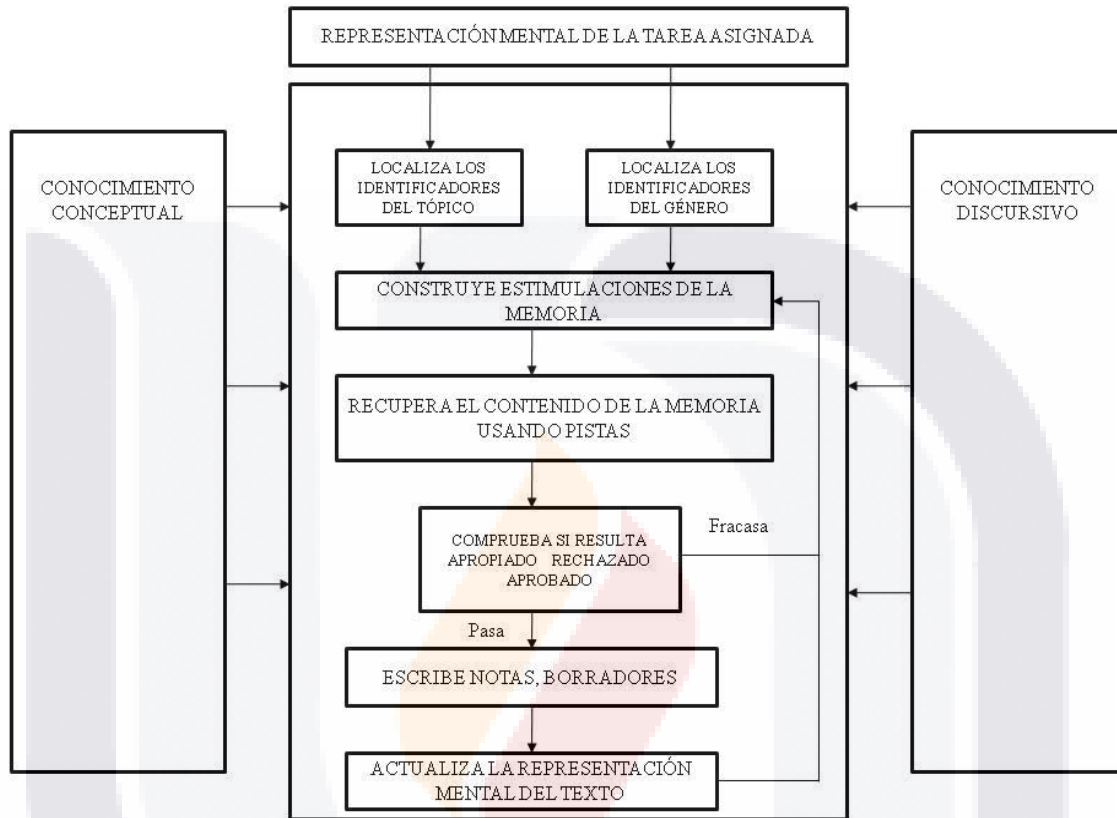 REPRESENTACIÓN MENTAL DE LA TAREA ASIGNADA
CONOCIMIENTO
CONCEPTUAL
LOCALIZA LOS
IDENTIFICADORES
DEL TÓPICO
LOCALIZA LOS
IDENTIFICADORES
DEL GÉNERO
CONOCIMIENTO
DISCURSIVO
CONSTRUYE ESTIMULACIONES DE LA
MEMORIA
RECUPERA EL CONTENIDO DE LA MEMORIA
USANDO PISTAS
COMPRUEBA SI RESULTA
APROPIADO RECHAZADO
APROBADO
Fracasa
Pasa
ESCRIBE NOTAS, BORRADORES
ACTUALIZA LA REPRESENTACIÓN
MENTAL DEL TEXTO